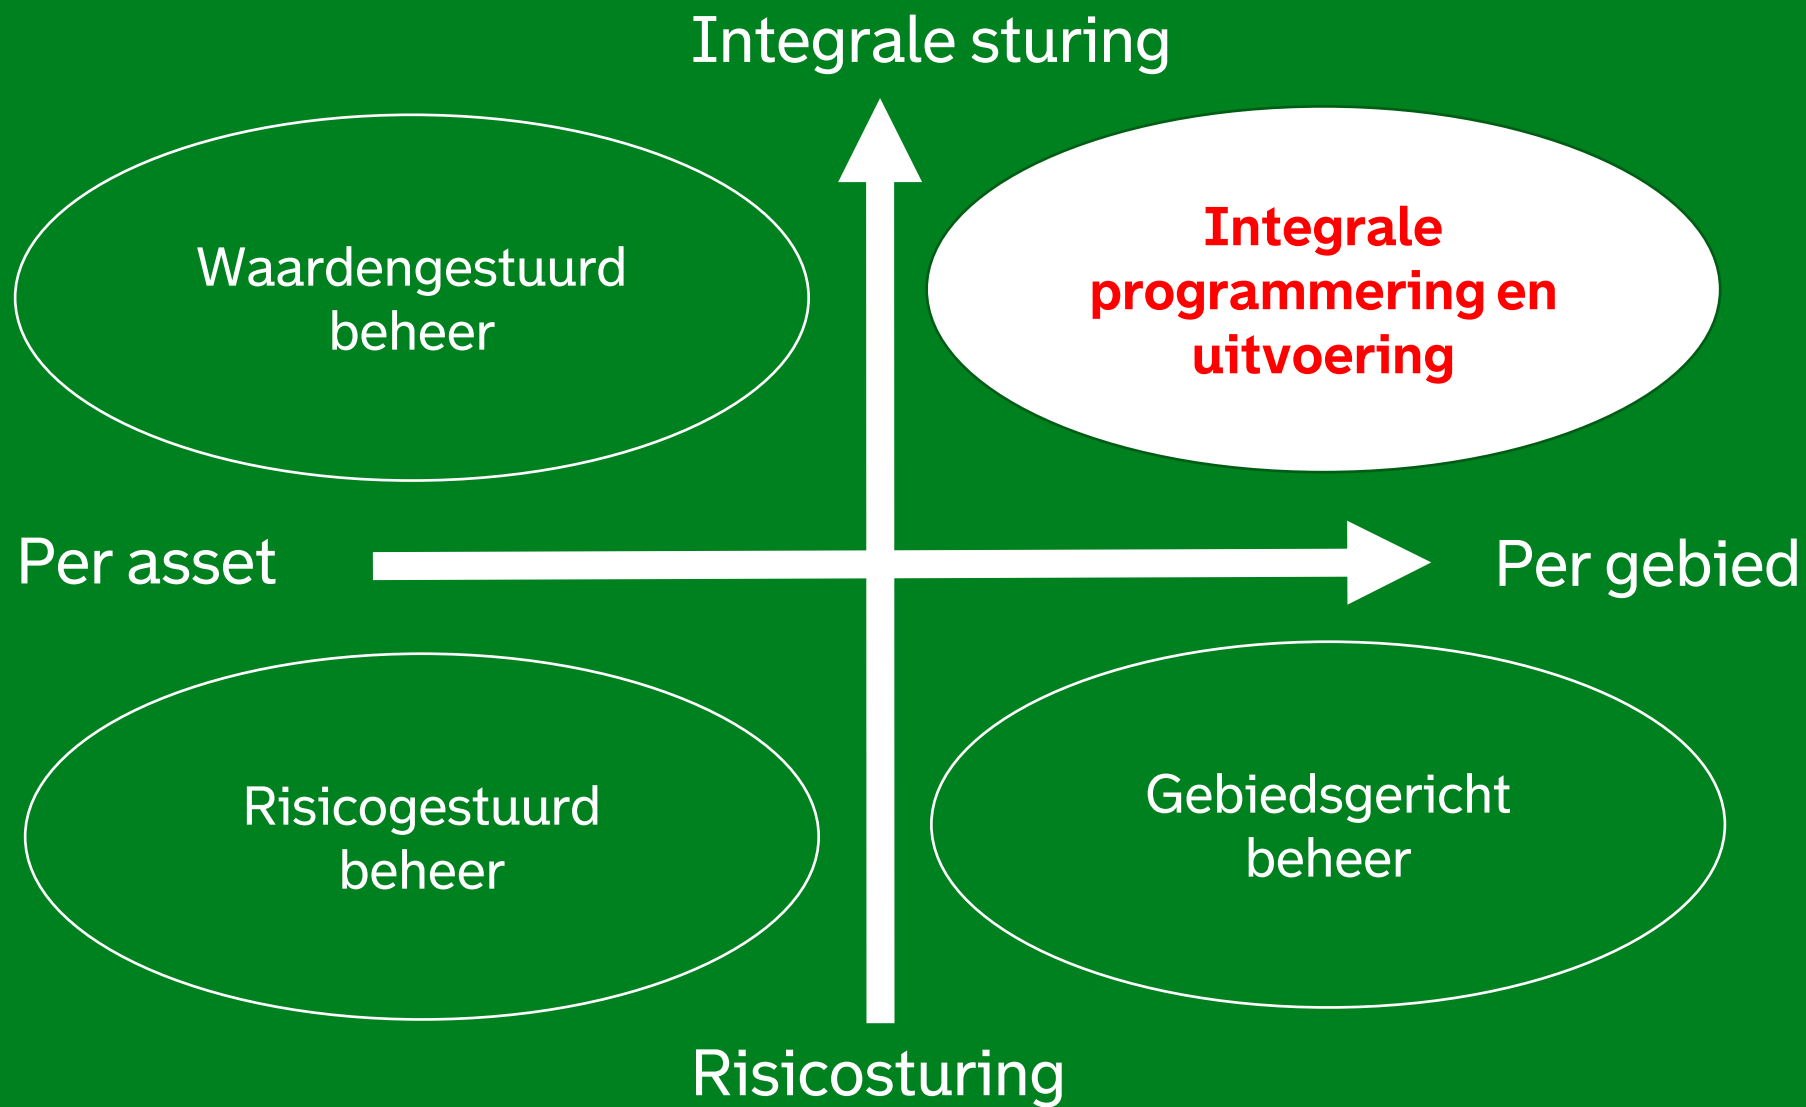 Integrale sturing
Waardengestuurd
beheer
Integrale
programmering en
uitvoering
Per asset
Per gebied
Risicogestuurd
beheer
Gebiedsgericht
beheer
Risicosturing